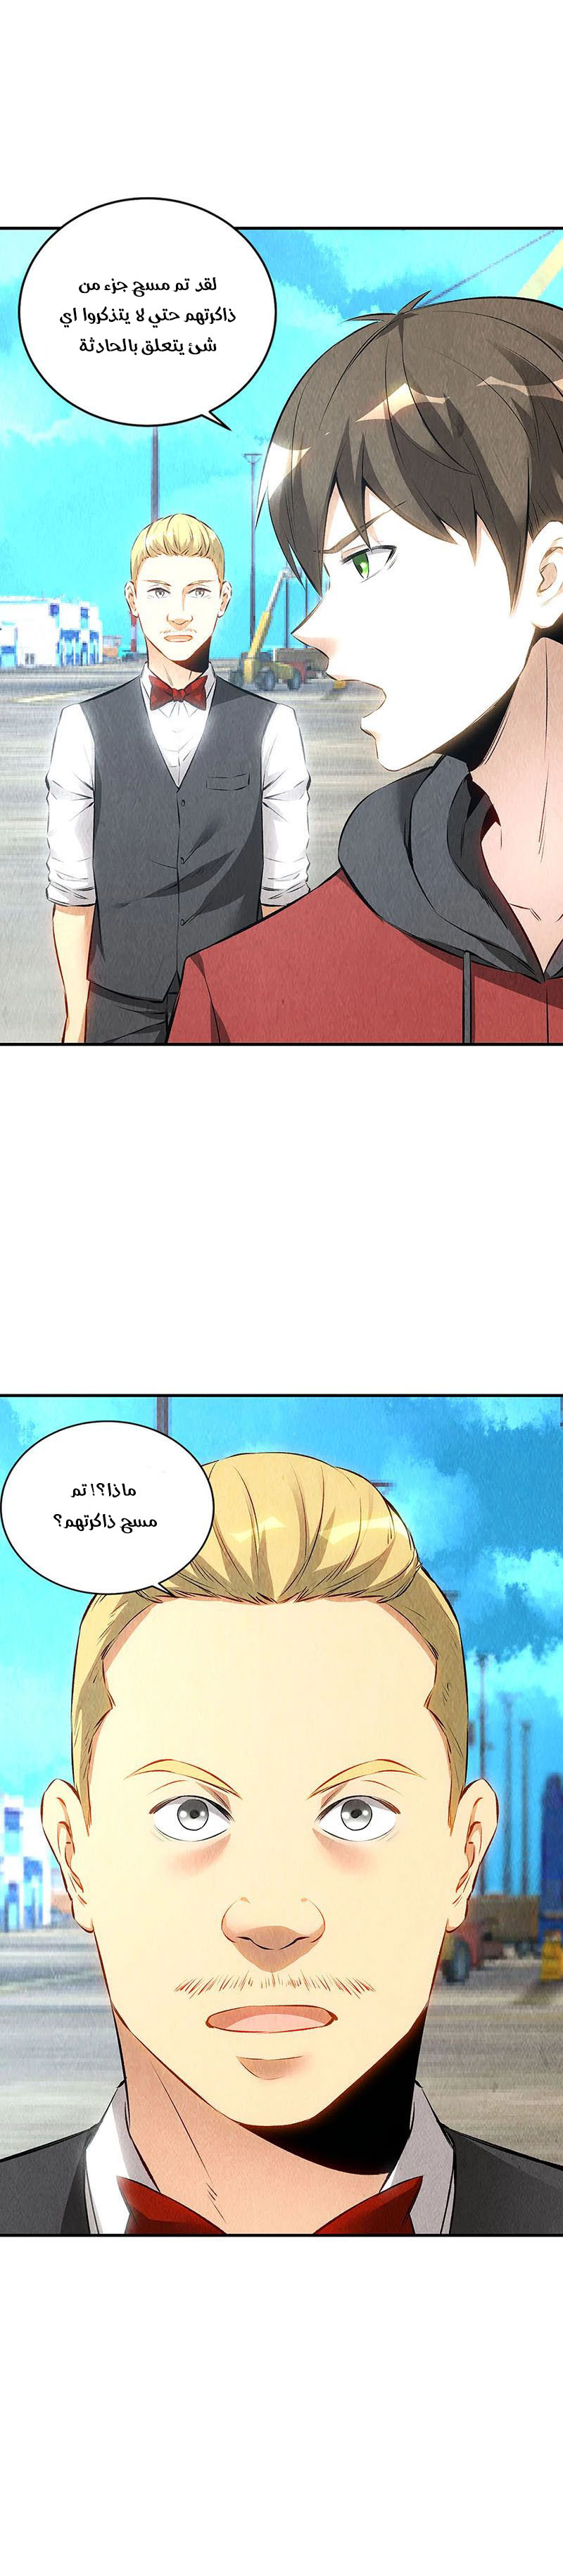 لقد تم مسح جزء من
ذاكرتهم حتي لا يتذكروا اي
شئ يتعلق بالحادثة
ماذا؟! تم
مسح ذاكرتهم؟